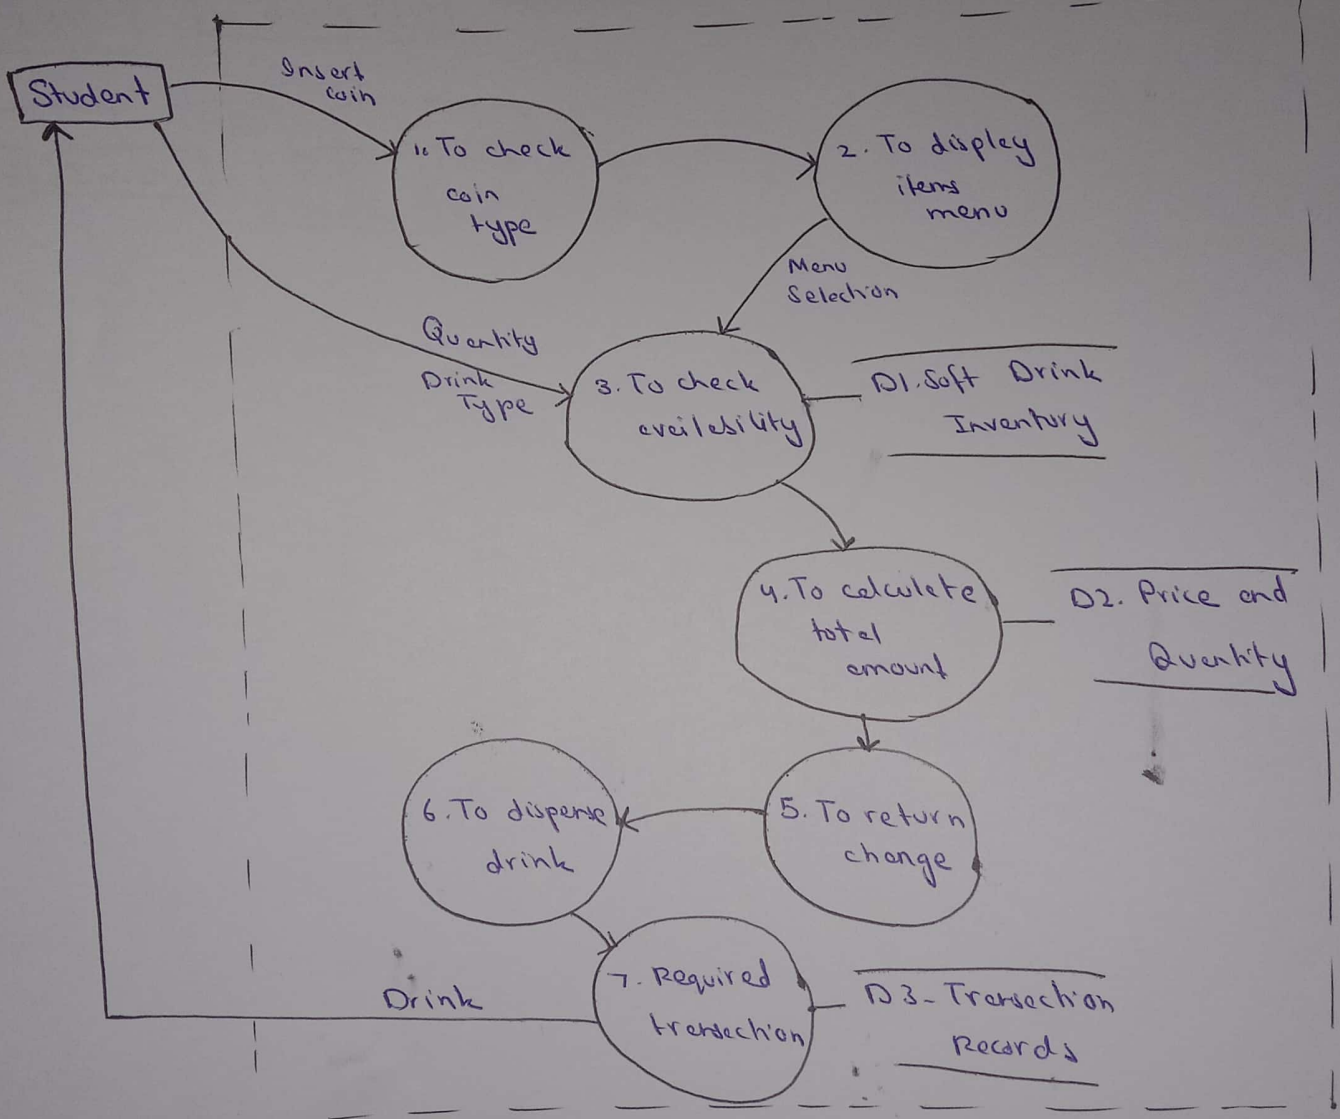 Student
Insert
coin
1. To check
coin
type
2. To display
items
menu
Menu
Selection
Quantity
Drink
Type
3. To check
availability
D1. Soft Drink
Inventory
4. To calculate
total
amount
D2. Price and
Quantity
5. To return
change
6. To disperse
drink
7. Required
transaction
D3- Transaction
Records
Drink